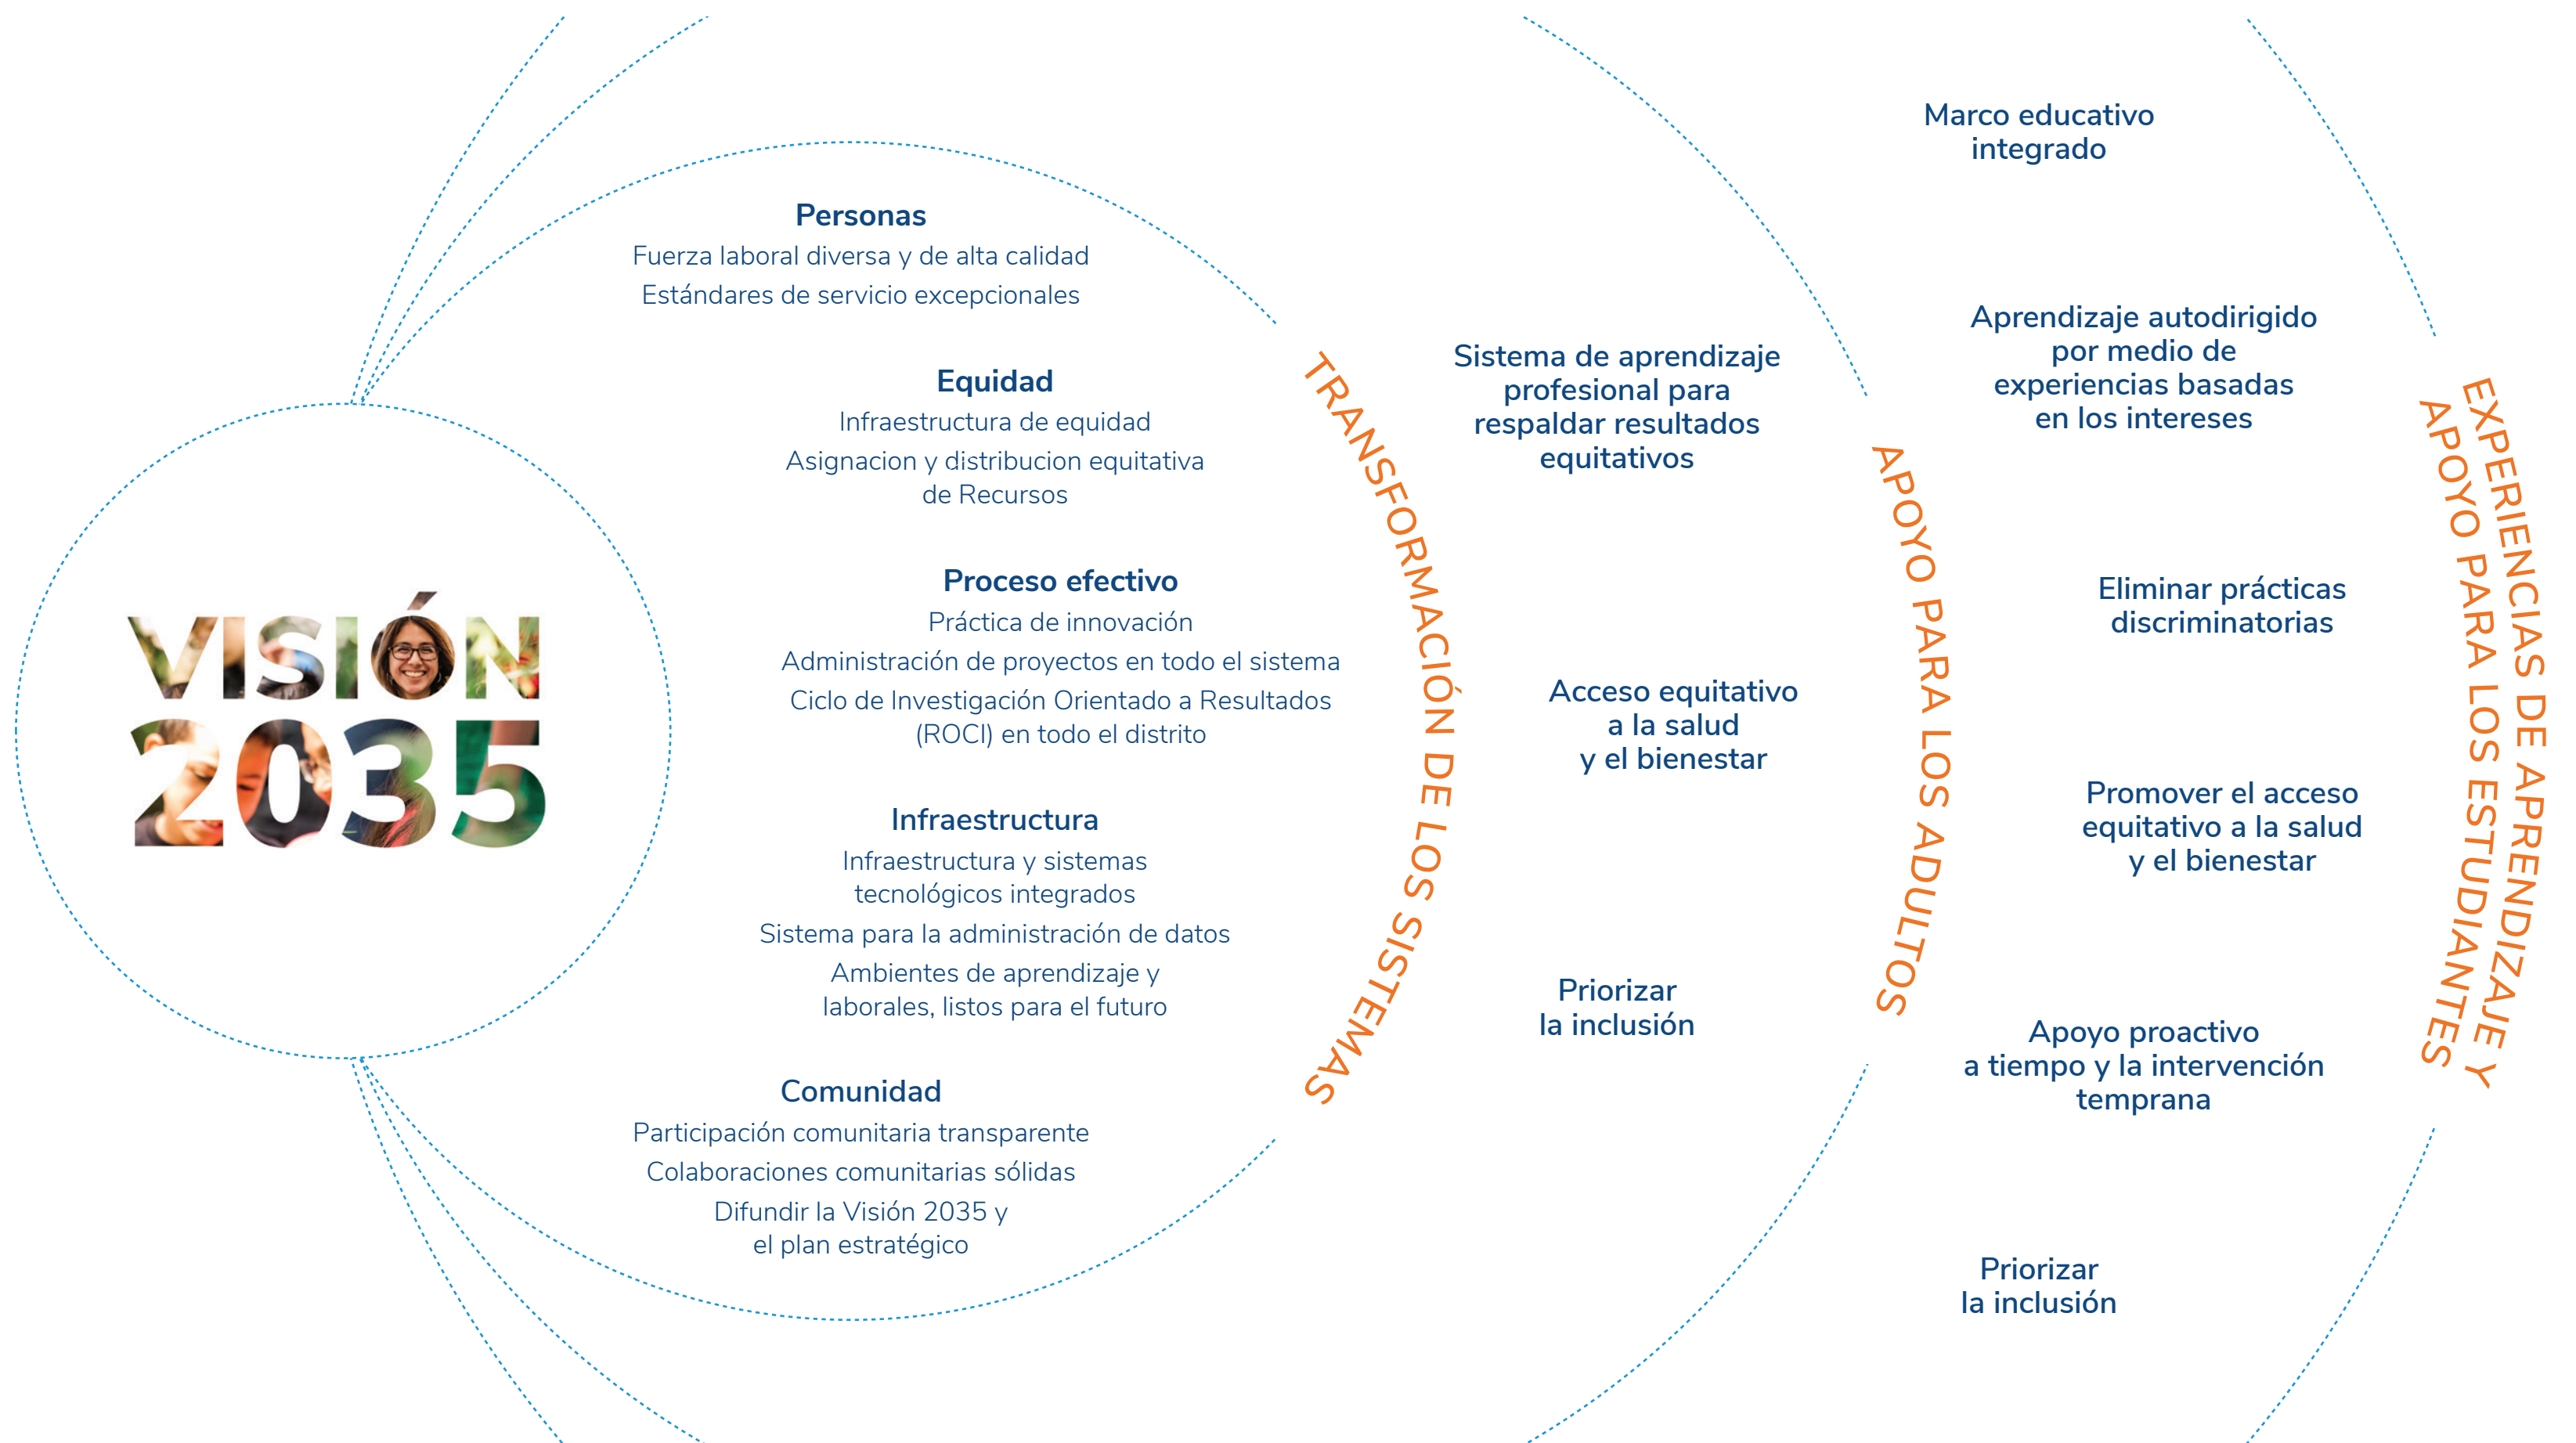 VISIÓN
2035
Personas
Fuerza laboral diversa y de alta calidad
Estándares de servicio excepcionales
Equidad
Infraestructura de equidad
Asignacion y distribucion equitativa
de Recursos
Proceso efectivo
Práctica de innovación
Administración de proyectos en todo el sistema
Ciclo de Investigación Orientado a Resultados
(ROCI) en todo el distrito
Infraestructura
Infraestructura y sistemas
tecnológicos integrados
Sistema para la administración de datos
Ambientes de aprendizaje y
laborales, listos para el futuro
Comunidad
Participación comunitaria transparente
Colaboraciones comunitarias sólidas
Difundir la Visión 2035 y
el plan estratégico
TRANSFORMACIÓN DE LOS SISTEMAS
Sistema de aprendizaje
profesional para
respaldar resultados
equitativos
Acceso equitativo
a la salud
y el bienestar
Priorizar
la inclusión
APOYO PARA LOS ADULTOS
Marco educativo
integrado
Aprendizaje autodirigido
por medio de
experiencias basadas
en los intereses
Eliminar prácticas
discriminatorias
Promover el acceso
equitativo a la salud
y el bienestar
Apoyo proactivo
a tiempo y la intervención
temprana
Priorizar
la inclusión
EXPERIENCIAS DE APRENDIZAJE Y
APOYO PARA LOS ESTUDIANTES